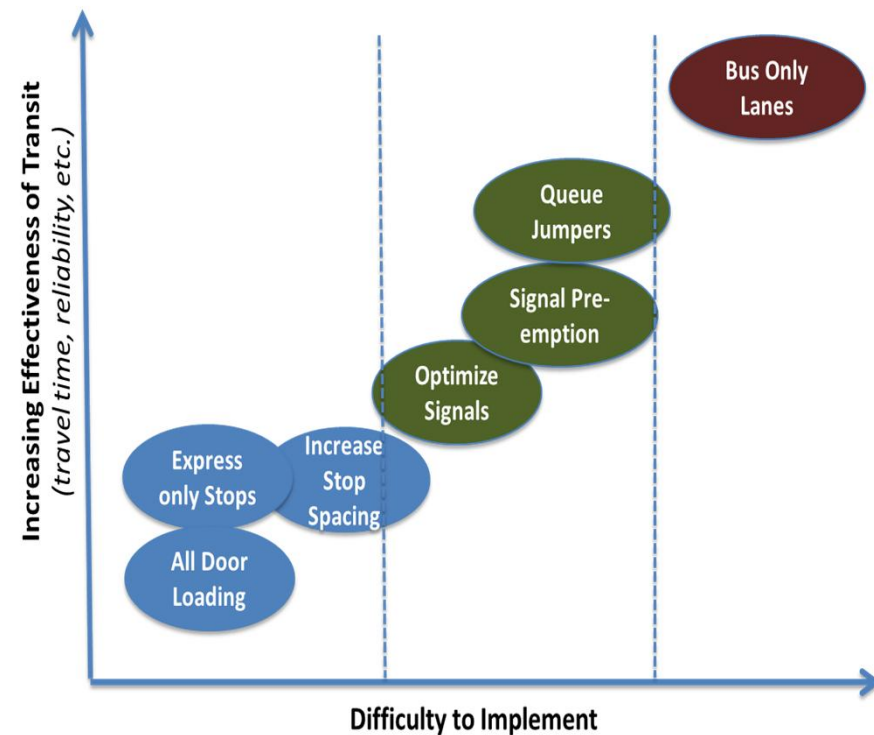 Increasing Effectiveness of Transit
(travel time, reliability, etc.)
Bus Only
Lanes
Queue
Jumpers
Signal Pre-
emption
Optimize
Signals
Express
only Stops
Increase
Stop
Spacing
All Door
Loading
Difficulty to Implement